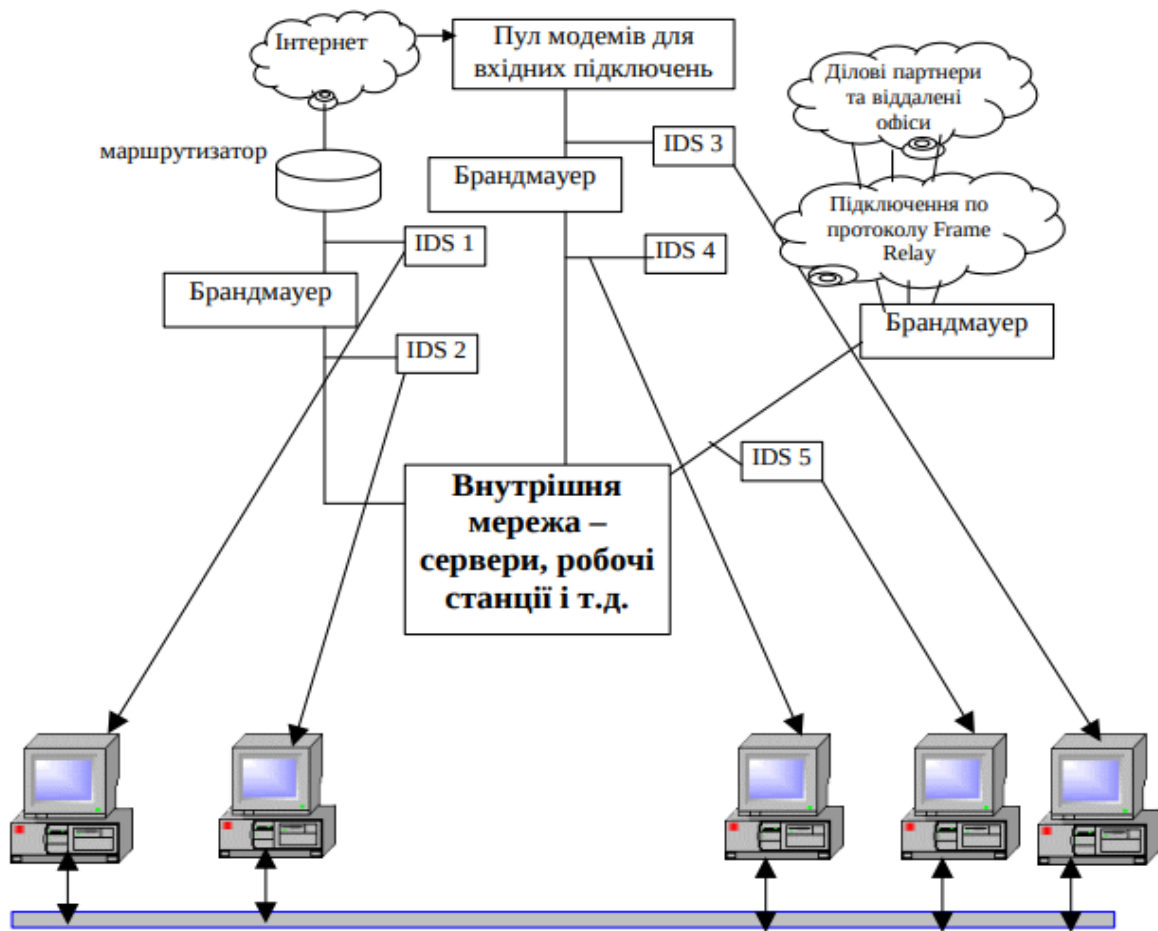 Інтернет
Пул модемів для
вхідних підключень
Ділові партнери
та віддалені
офіси
маршрутизатор
IDS 3
Брандмауер
Підключення по
протоколу Frame
Relay
IDS 1
IDS 4
Брандмауер
Брандмауер
IDS 2
IDS 5
Внутрішня
мережа –
сервери, робочі
станції і т.д.